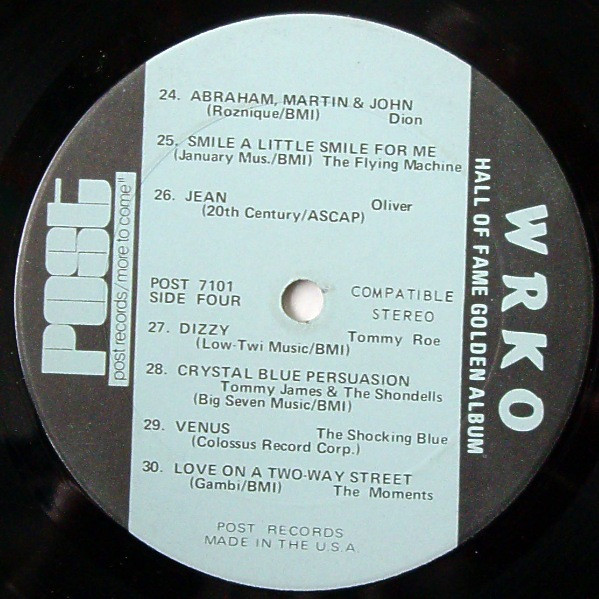 POST
post records/more to come"
24. ABRAHAM, MARTIN & JOHN
(Roznique/BMI) Dion
25. SMILE A LITTLE SMILE FOR ME
(January Mus./BMI) The Flying Machine
26. JEAN Oliver
(20th Century/ASCAP)
POST 7101
SIDE FOUR
COMPATIBLE
STEREO
27. DIZZY Tommy Roe
(Low-Twi Music/BMI)
28. CRYSTAL BLUE PERSUASION
Tommy James & The Shondells
(Big Seven Music/BMI)
29. VENUS The Shocking Blue
(Colossus Record Corp.)
30. LOVE ON A TWO-WAY STREET
(Gambi/BMI) The Moments
POST RECORDS
MADE IN THE U.S.A
WRKO
HALL OF FAME GOLDEN ALBUM